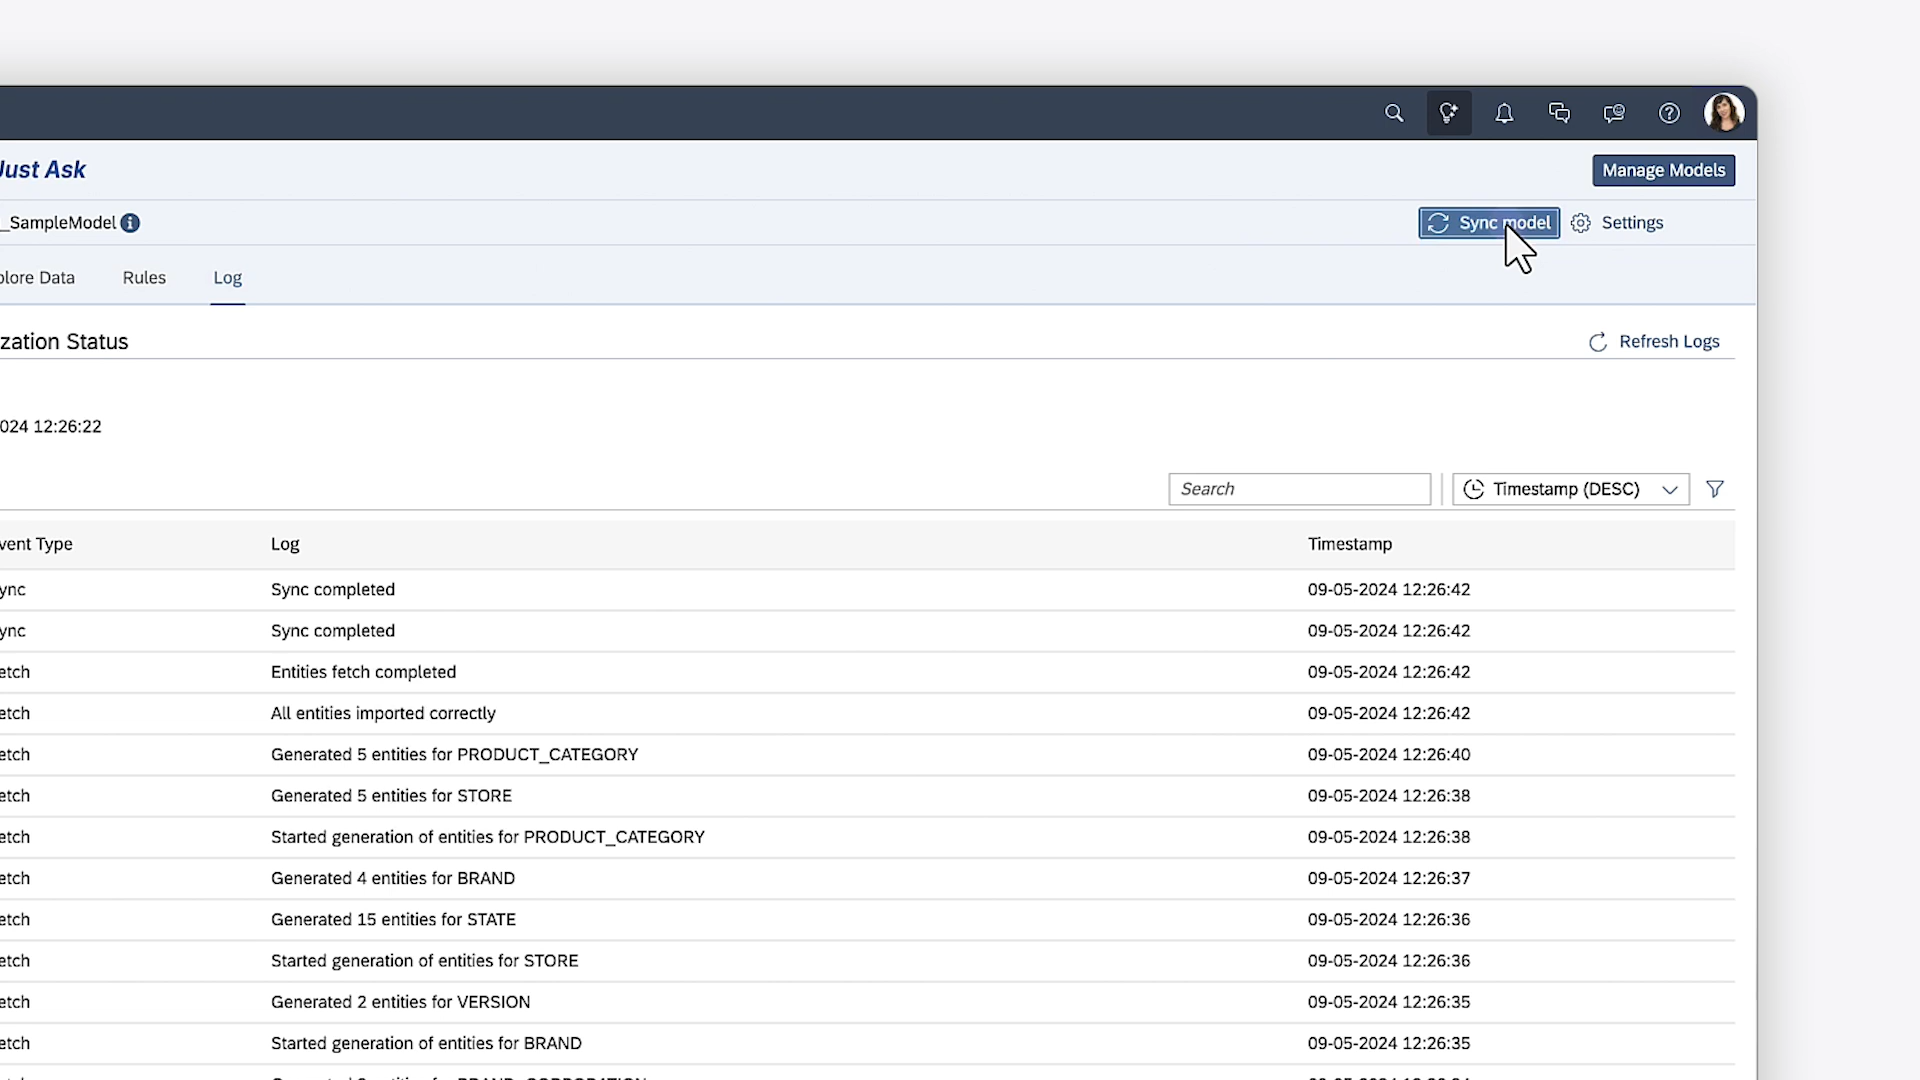 Just Ask
Manage Models
_SampleModel
Sync model
Settings
plore Data
Rules
Log
zation Status
Refresh Logs
024 12:26:22
Search
Timestamp (DESC)
vent Type Log Timestamp
ync Sync completed 09-05-2024 12:26:42
ync Sync completed 09-05-2024 12:26:42
etch Entities fetch completed 09-05-2024 12:26:42
etch All entities imported correctly 09-05-2024 12:26:42
etch Generated 5 entities for PRODUCT_CATEGORY 09-05-2024 12:26:40
etch Generated 5 entities for STORE 09-05-2024 12:26:38
etch Started generation of entities for PRODUCT_CATEGORY 09-05-2024 12:26:38
etch Generated 4 entities for BRAND 09-05-2024 12:26:37
etch Generated 15 entities for STATE 09-05-2024 12:26:36
etch Started generation of entities for STORE 09-05-2024 12:26:36
etch Generated 2 entities for VERSION 09-05-2024 12:26:35
etch Started generation of entities for BRAND 09-05-2024 12:26:35